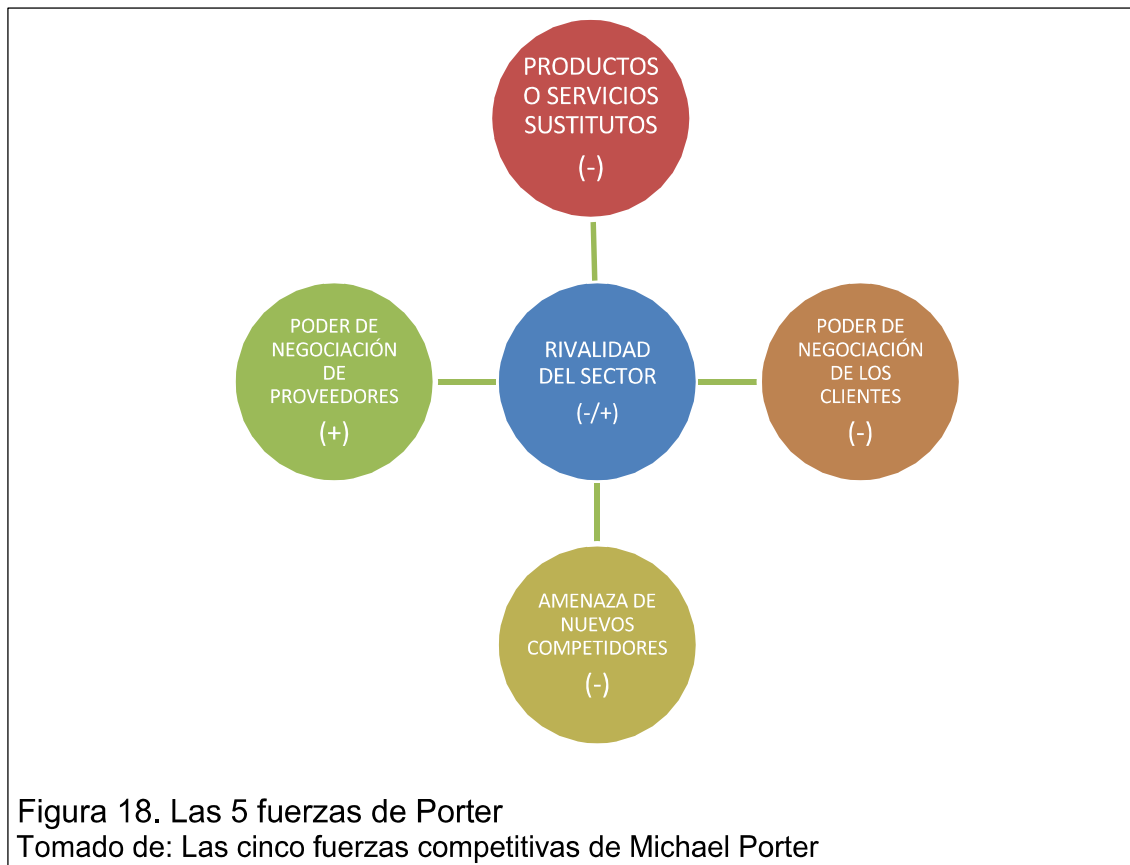 PRODUCTOS
O SERVICIOS
SUSTITUTOS
(-)
PODER DE
NEGOCIACIÓN
DE
PROVEEDORES
(+)
RIVALIDAD
DEL SECTOR
(-/+)
PODER DE
NEGOCIACIÓN
DE LOS
CLIENTES
(-)
AMENAZA DE
NUEVOS
COMPETIDORES
(-)
Figura 18. Las 5 fuerzas de Porter
Tomado de: Las cinco fuerzas competitivas de Michael Porter